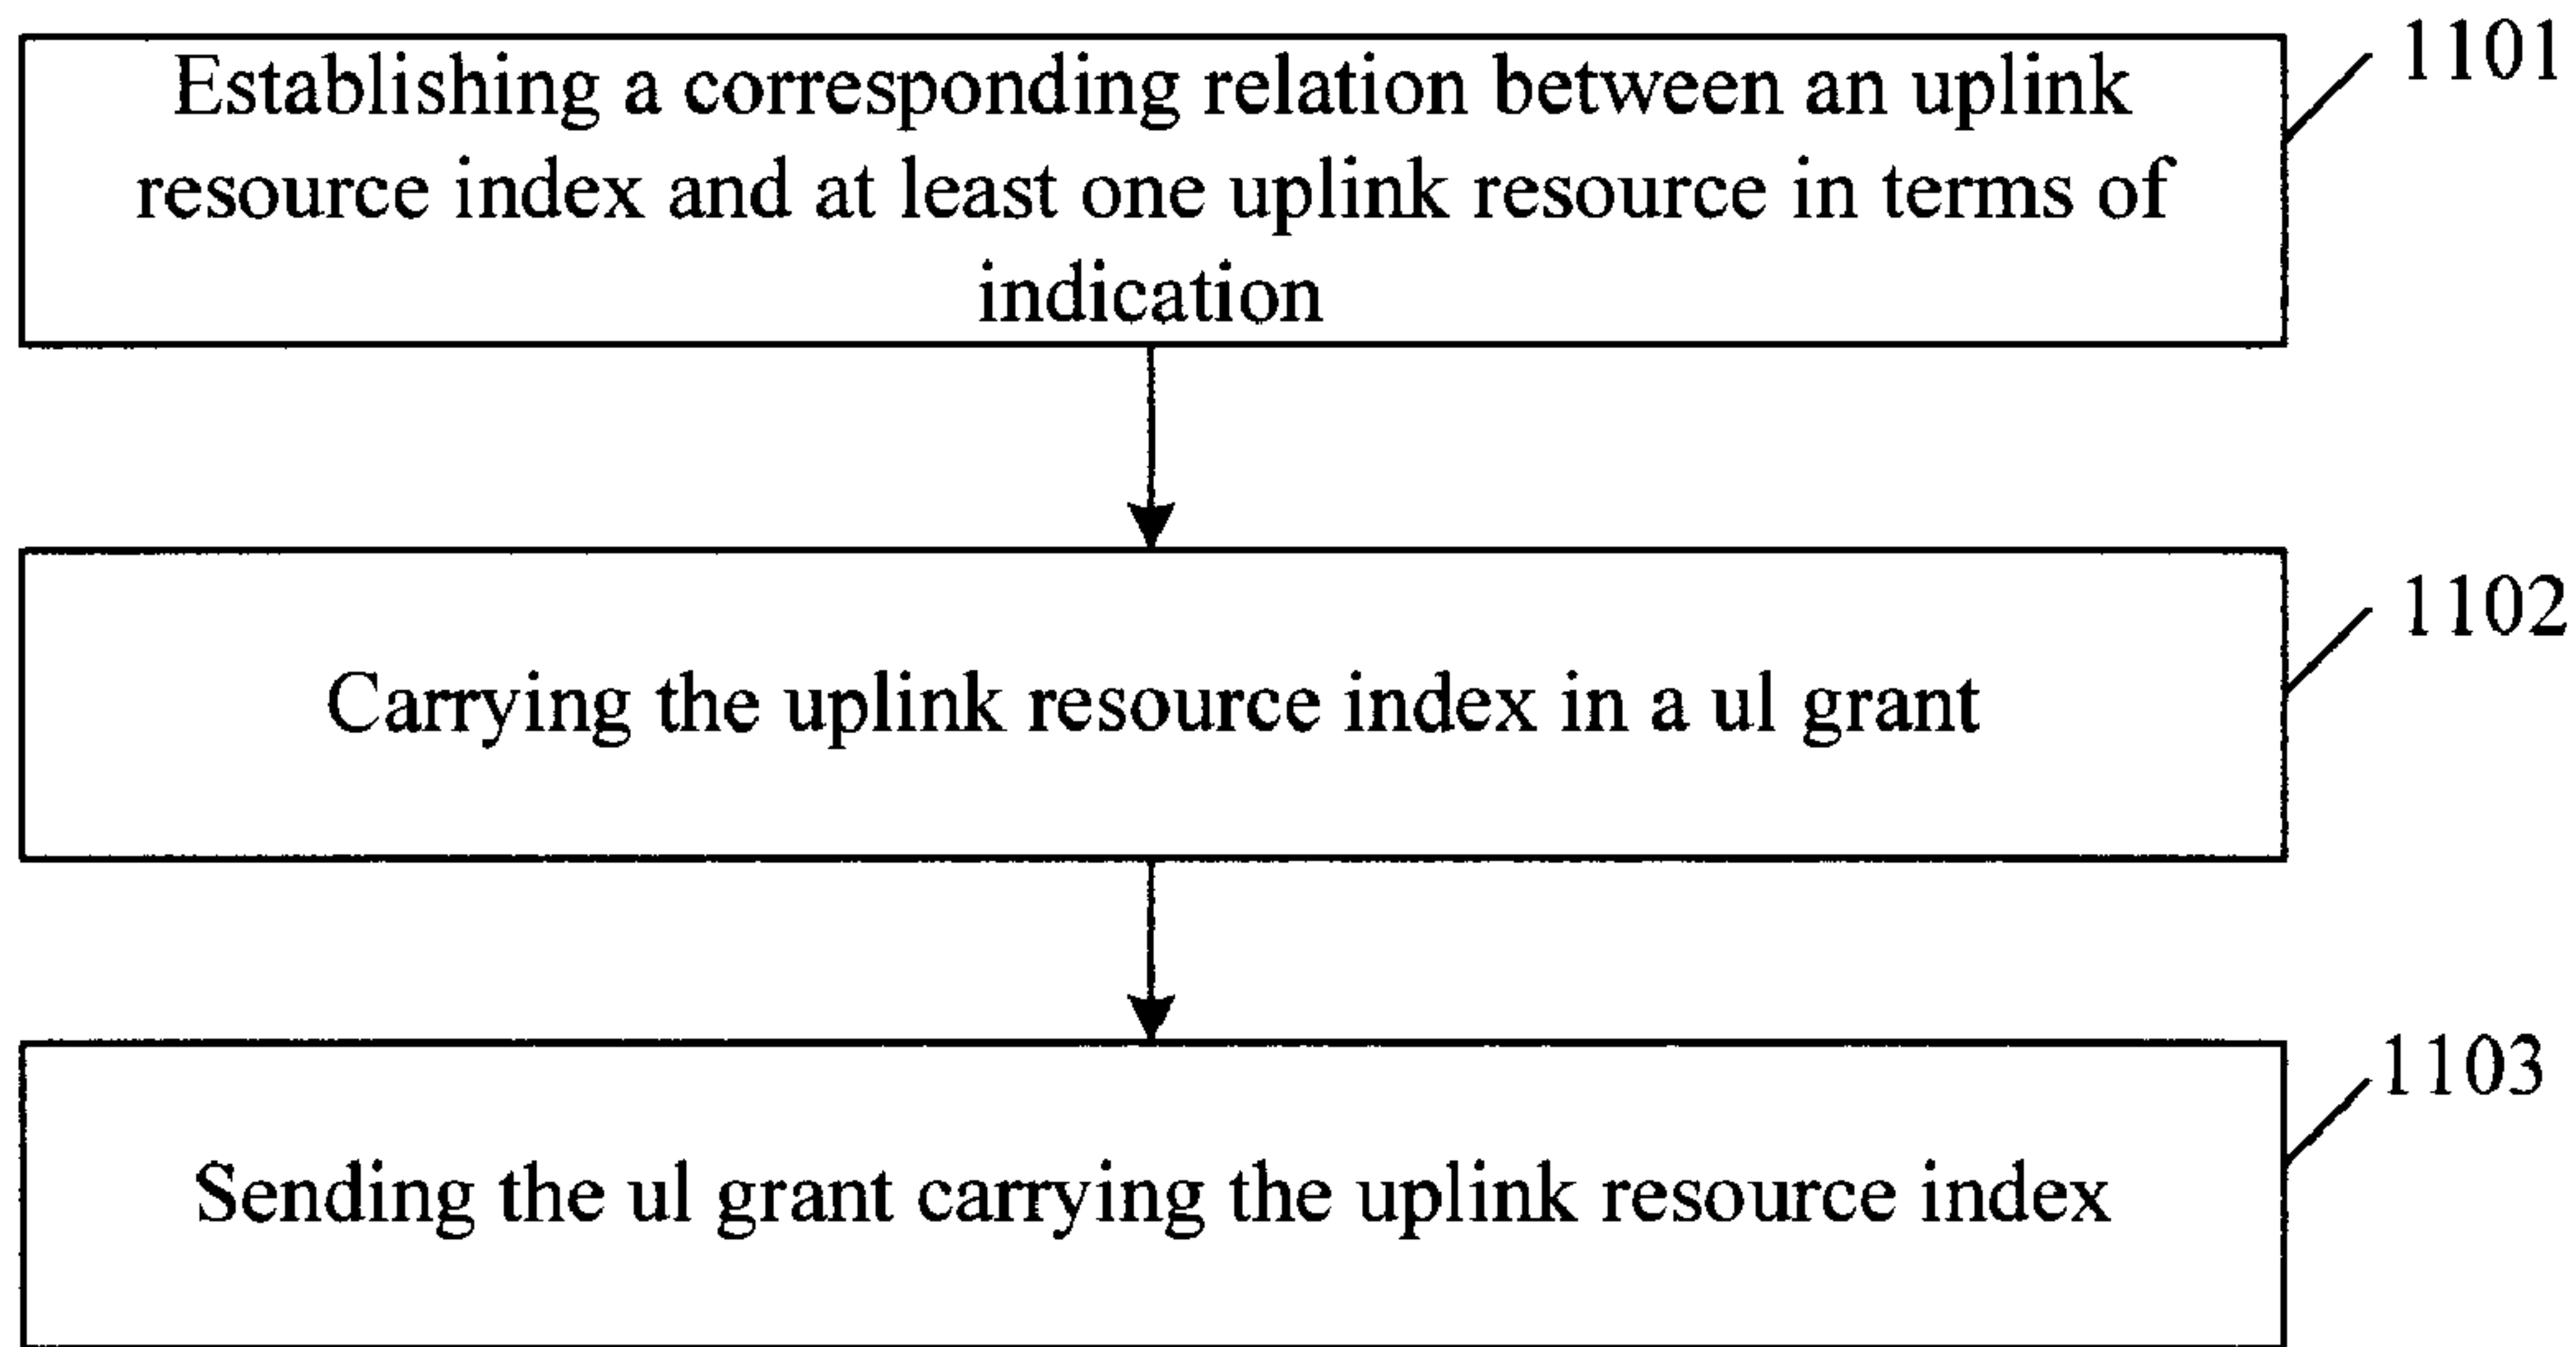 Establishing a corresponding relation between an uplink
resource index and at least one uplink resource in terms of
indication
1101
Carrying the uplink resource index in a ul grant
1102
Sending the ul grant carrying the uplink resource index
1103